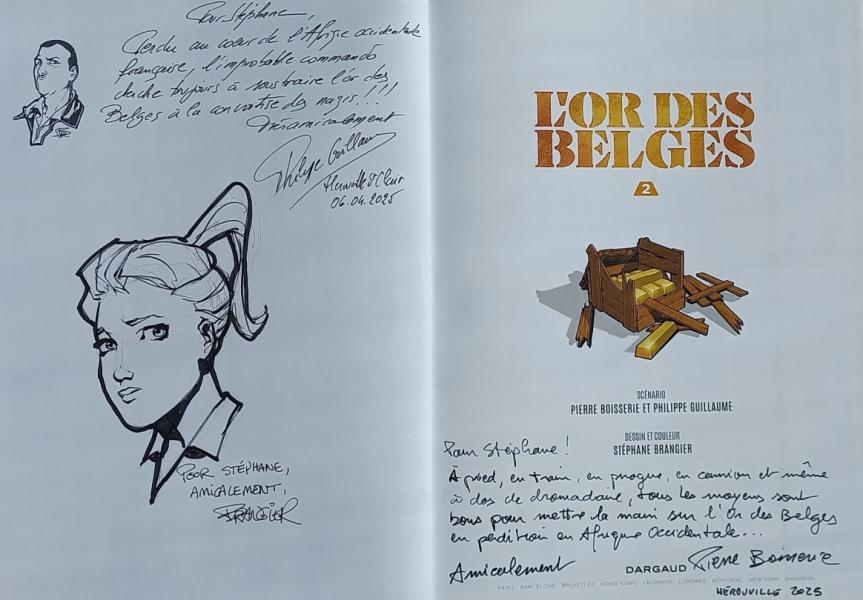 Pour Stéphane,
Perdu au cœur de l'Afrique occidentale
française, l'improbable commando
cherche toujours à soustraire l'or des
Belges à la convoitise des nazis !!!
Très amicalement
Philippe Guillaume
Hérouville St Clair
06.04.2025
POUR STÉPHANE,
AMICALEMENT,
BRANGIER
L'OR DES
BELGES
2
SCÉNARIO
PIERRE BOISSERIE ET PHILIPPE GUILLAUME
DESSIN ET COULEUR
STÉPHANE BRANGIER
Pour Stéphane !
À pied, en train, en pirogue, en camion et même
à dos de dromadaire, tous les moyens sont
bons pour mettre la main sur l'Or des Belges
en perdition en Afrique Occidentale...
Amicalement
DARGAUD Pierre Boisserie
PARIS BARCELONE BRUXELLES HONG KONG LAUSANNE LONDRES MONTRÉAL NEW YORK SHANGHAI
HÉROUVILLE 2025